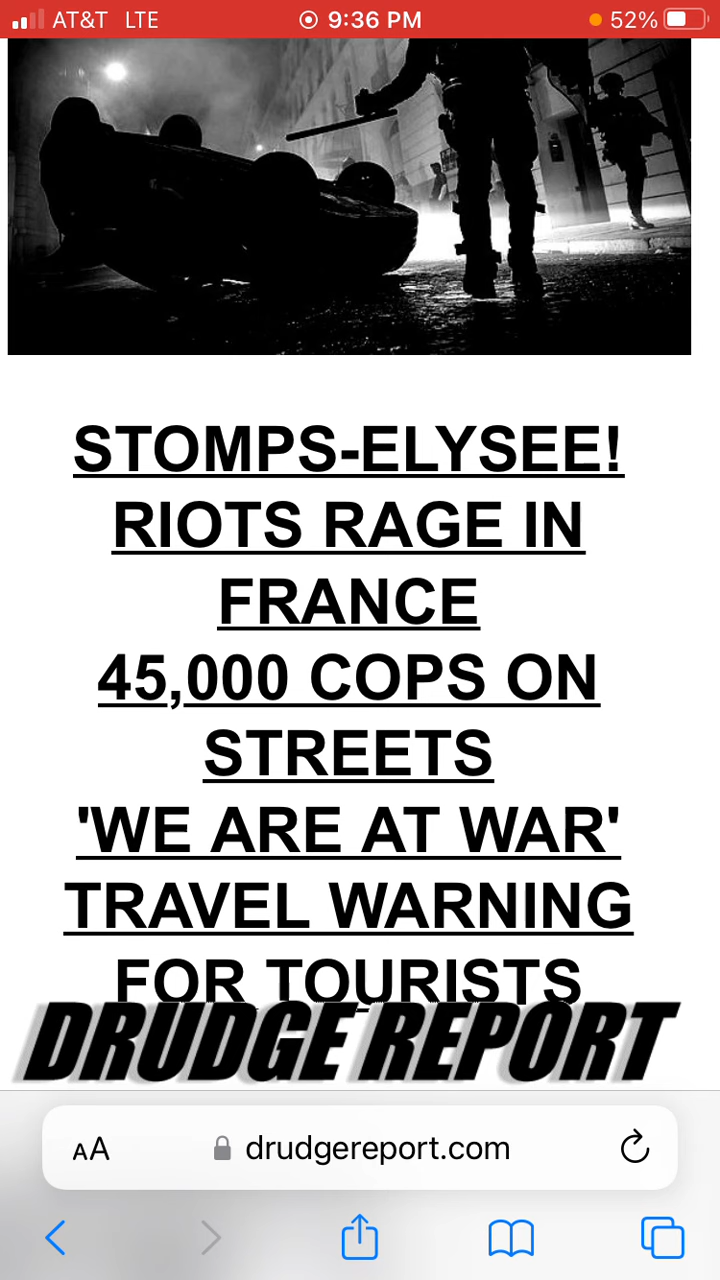 AT&T LTE 9:36 PM 52%
STOMPS-ELYSEE!
RIOTS RAGE IN
FRANCE
45,000 COPS ON
STREETS
'WE ARE AT WAR'
TRAVEL WARNING
FOR TOURISTS
DRUDGE REPORT
AA drudgereport.com